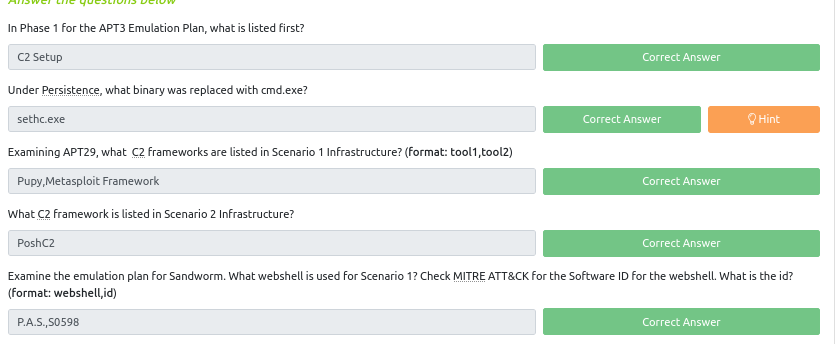 Answer the questions below
In Phase 1 for the APT3 Emulation Plan, what is listed first?
C2 Setup
Correct Answer
Under Persistence, what binary was replaced with cmd.exe?
sethc.exe
Correct Answer
Hint
Examining APT29, what C2 frameworks are listed in Scenario 1 Infrastructure? (format: tool1,tool2)
Pupy,Metasploit Framework
Correct Answer
What C2 framework is listed in Scenario 2 Infrastructure?
PoshC2
Correct Answer
Examine the emulation plan for Sandworm. What webshell is used for Scenario 1? Check MITRE ATT&CK for the Software ID for the webshell. What is the id?
(format: webshell,id)
P.A.S.,S0598
Correct Answer